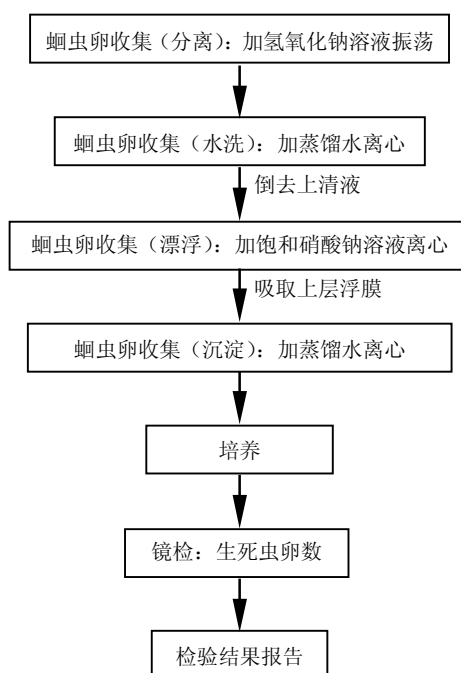 蛔虫卵收集（分离）：加氢氧化钠溶液振荡
蛔虫卵收集（水洗）：加蒸馏水离心
倒去上清液
蛔虫卵收集（漂浮）：加饱和硝酸钠溶液离心
吸取上层浮膜
蛔虫卵收集（沉淀）：加蒸馏水离心
培养
镜检：生死虫卵数
检验结果报告